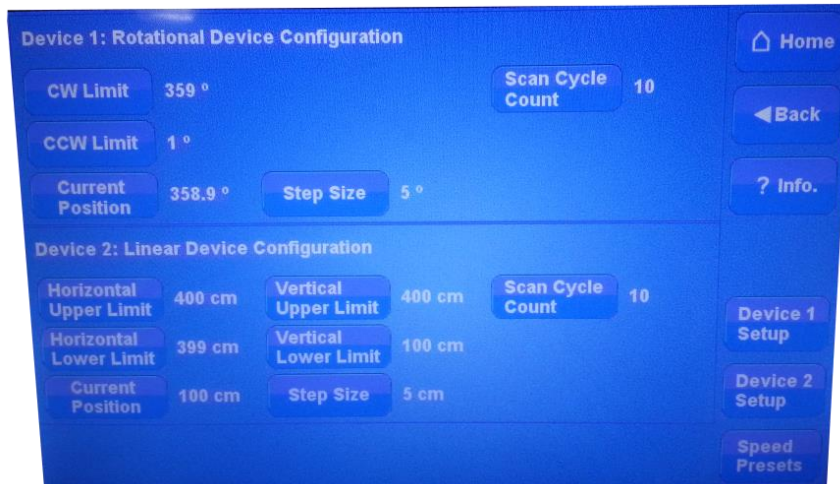 Device 1: Rotational Device Configuration
CW Limit 359 º
Scan Cycle
Count
10
CCW Limit 1 º
Current
Position
358.9 º
Step Size 5 º
Device 2: Linear Device Configuration
Horizontal
Upper Limit
400 cm
Vertical
Upper Limit
400 cm
Scan Cycle
Count
10
Horizontal
Lower Limit
399 cm
Vertical
Lower Limit
100 cm
Current
Position
100 cm
Step Size 5 cm
Home
Back
? Info.
Device 1
Setup
Device 2
Setup
Speed
Presets